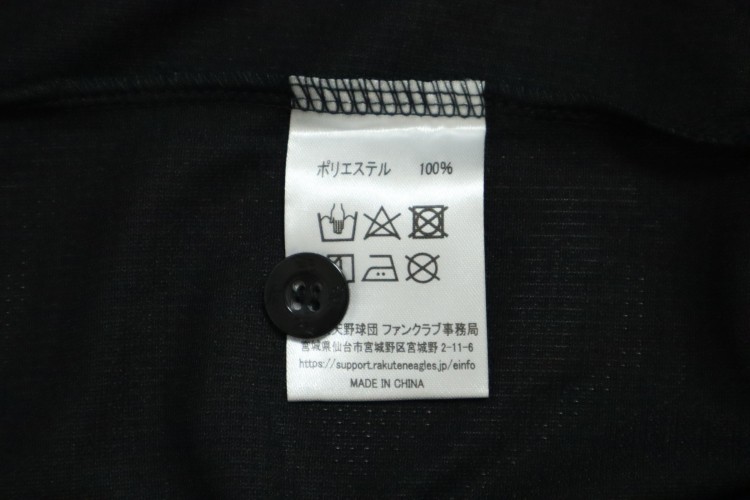 ポリエステル 100%
天野球団 ファンクラブ事務局
宮城県仙台市宮城野区宮城野 2-11-6
https://support.rakuteneagles.jp/einfo
MADE IN CHINA